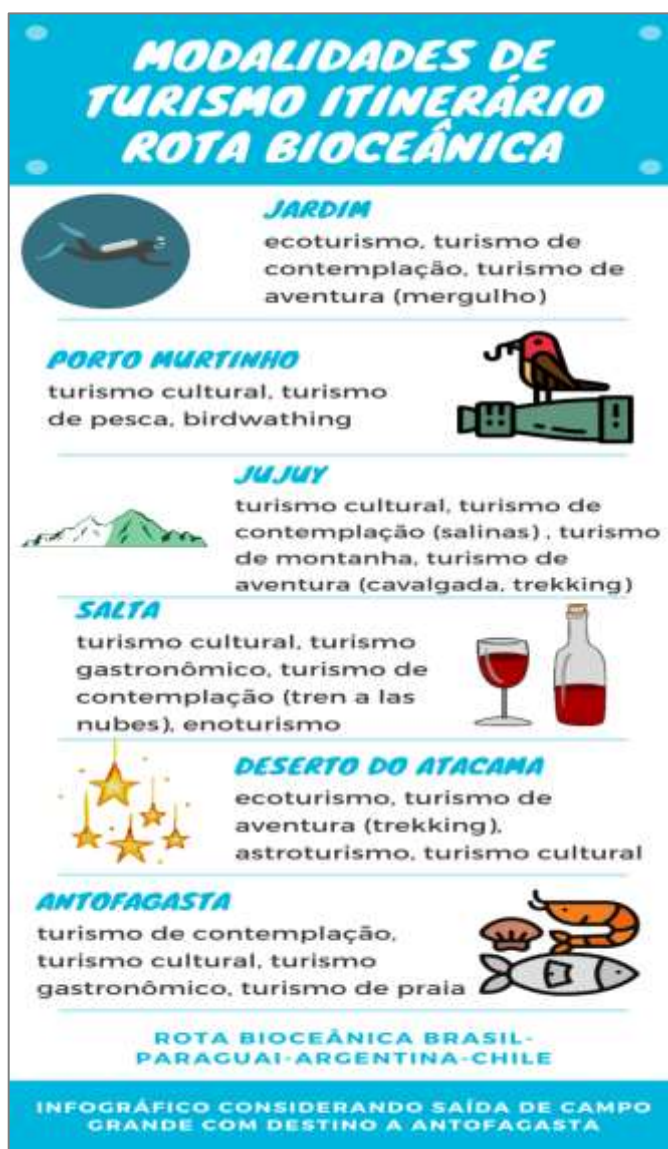 MODALIDADES DE
TURISMO ITINERÁRIO
ROTA BIOCEÂNICA
JARDIM
ecoturismo, turismo de
contemplação, turismo de
aventura (mergulho)
PORTO MURTINHO
turismo cultural, turismo
de pesca, birdwathing
JUJUY
turismo cultural, turismo de
contemplação (salinas) , turismo
de montanha, turismo de
aventura (cavalgada, trekking)
SALTA
turismo cultural, turismo
gastronômico, turismo de
contemplação (tren a las
nubes), enoturismo
DESERTO DO ATACAMA
ecoturismo, turismo de
aventura (trekking),
astroturismo, turismo cultural
ANTOFAGASTA
turismo de contemplação,
turismo cultural, turismo
gastronômico, turismo de praia
ROTA BIOCEÂNICA BRASIL-
PARAGUAI-ARGENTINA-CHILE
INFOGRÁFICO CONSIDERANDO SAÍDA DE CAMPO
GRANDE COM DESTINO A ANTOFAGASTA